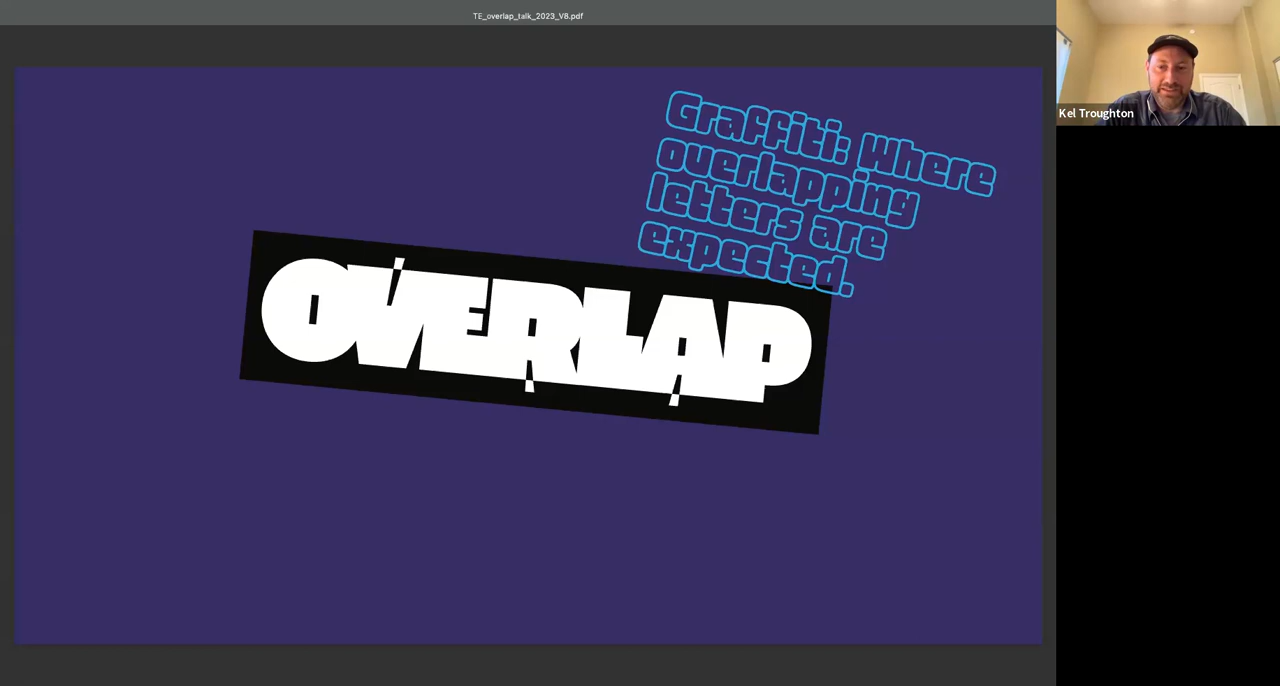 TE_overlap_talk_2023_V8.pdf
Kel Troughton
Graffiti: Where
overlapping
letters are
expected.
OVERLAP